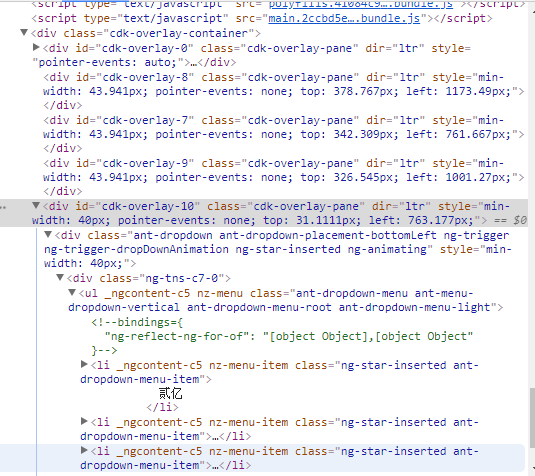 <script type="text/javascript" src="polyfills.41084c9….bundle.js"></script>
<script type="text/javascript" src="main.2ccbd5e….bundle.js"></script>
▼<div class="cdk-overlay-container">
▶<div id="cdk-overlay-0" class="cdk-overlay-pane" dir="ltr" style=
"pointer-events: auto;">…</div>
<div id="cdk-overlay-8" class="cdk-overlay-pane" dir="ltr" style="min-
width: 43.941px; pointer-events: none; top: 378.767px; left: 1173.49px;">
</div>
<div id="cdk-overlay-7" class="cdk-overlay-pane" dir="ltr" style="min-
width: 43.941px; pointer-events: none; top: 342.309px; left: 761.667px;">
</div>
<div id="cdk-overlay-9" class="cdk-overlay-pane" dir="ltr" style="min-
width: 43.941px; pointer-events: none; top: 326.545px; left: 1001.27px;">
</div>
▼<div id="cdk-overlay-10" class="cdk-overlay-pane" dir="ltr" style="min-
width: 40px; pointer-events: none; top: 31.1111px; left: 763.177px;"> == $0
▼<div class="ant-dropdown ant-dropdown-placement-bottomLeft ng-trigger
ng-trigger-dropDownAnimation ng-star-inserted ng-animating" style="min-
width: 40px;">
▼<div class="ng-tns-c7-0">
▼<ul _ngcontent-c5 nz-menu class="ant-dropdown-menu ant-menu-
dropdown-vertical ant-dropdown-menu-root ant-dropdown-menu-light">
<!--bindings={
"ng-reflect-ng-for-of": "[object Object],[object Object"
}-->
▶<li _ngcontent-c5 nz-menu-item class="ng-star-inserted ant-
dropdown-menu-item">
贰亿
</li>
▶<li _ngcontent-c5 nz-menu-item class="ng-star-inserted ant-
dropdown-menu-item">…</li>
▶<li _ngcontent-c5 nz-menu-item class="ng-star-inserted ant-
dropdown-menu-item">…</li>